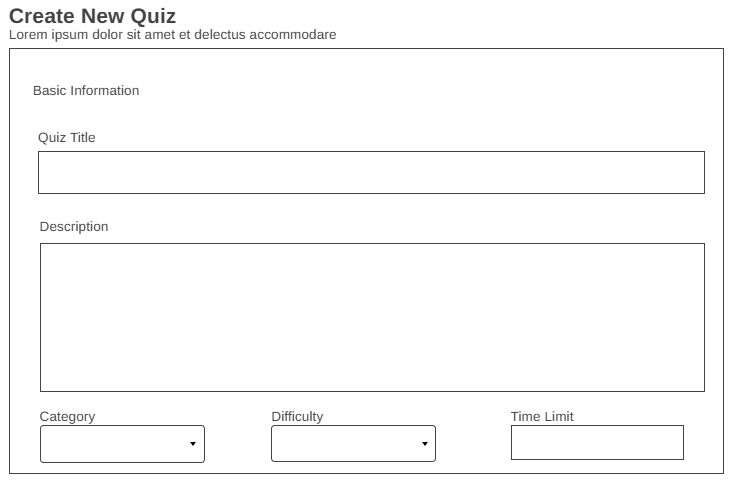 Create New Quiz
Lorem ipsum dolor sit amet et delectus accommodare
Basic Information
Quiz Title
Description
Category
Difficulty
Time Limit